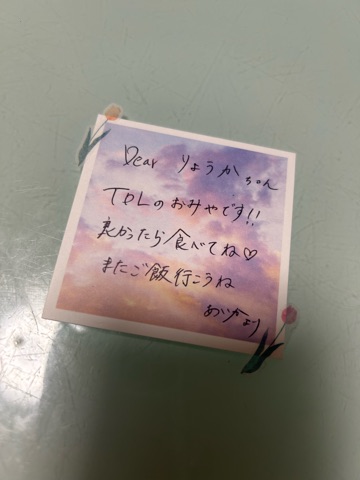 Dear りょうかちゃん
TDLのおみやです!!
良かったら食べてね♡
またご飯行こうね
あいかより